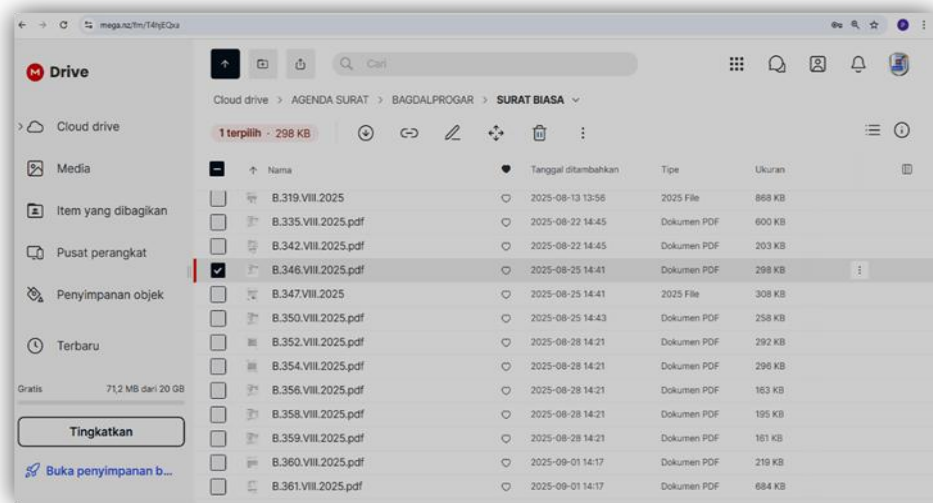 mega.nz/fm/T4hjEQxa
M Drive
Cari
Cloud drive > AGENDA SURAT > BAGDALPROGAR > SURAT BIASA
1 terpilih · 298 KB
Cloud drive
Media
Item yang dibagikan
Pusat perangkat
Penyimpanan objek
Terbaru
Gratis 71,2 MB dari 20 GB
Tingkatkan
Buka penyimpanan b...
Nama Tanggal ditambahkan Tipe Ukuran
B.319.VIII.2025 2025-08-13 13:56 2025 File 868 KB
B.335.VIII.2025.pdf 2025-08-22 14:45 Dokumen PDF 600 KB
B.342.VIII.2025.pdf 2025-08-22 14:45 Dokumen PDF 203 KB
B.346.VIII.2025.pdf 2025-08-25 14:41 Dokumen PDF 298 KB
B.347.VIII.2025 2025-08-25 14:41 2025 File 308 KB
B.350.VIII.2025.pdf 2025-08-25 14:43 Dokumen PDF 258 KB
B.352.VIII.2025.pdf 2025-08-28 14:21 Dokumen PDF 292 KB
B.354.VIII.2025.pdf 2025-08-28 14:21 Dokumen PDF 296 KB
B.356.VIII.2025.pdf 2025-08-28 14:21 Dokumen PDF 163 KB
B.358.VIII.2025.pdf 2025-08-28 14:21 Dokumen PDF 195 KB
B.359.VIII.2025.pdf 2025-08-28 14:21 Dokumen PDF 161 KB
B.360.VIII.2025.pdf 2025-09-01 14:17 Dokumen PDF 219 KB
B.361.VIII.2025.pdf 2025-09-01 14:17 Dokumen PDF 684 KB